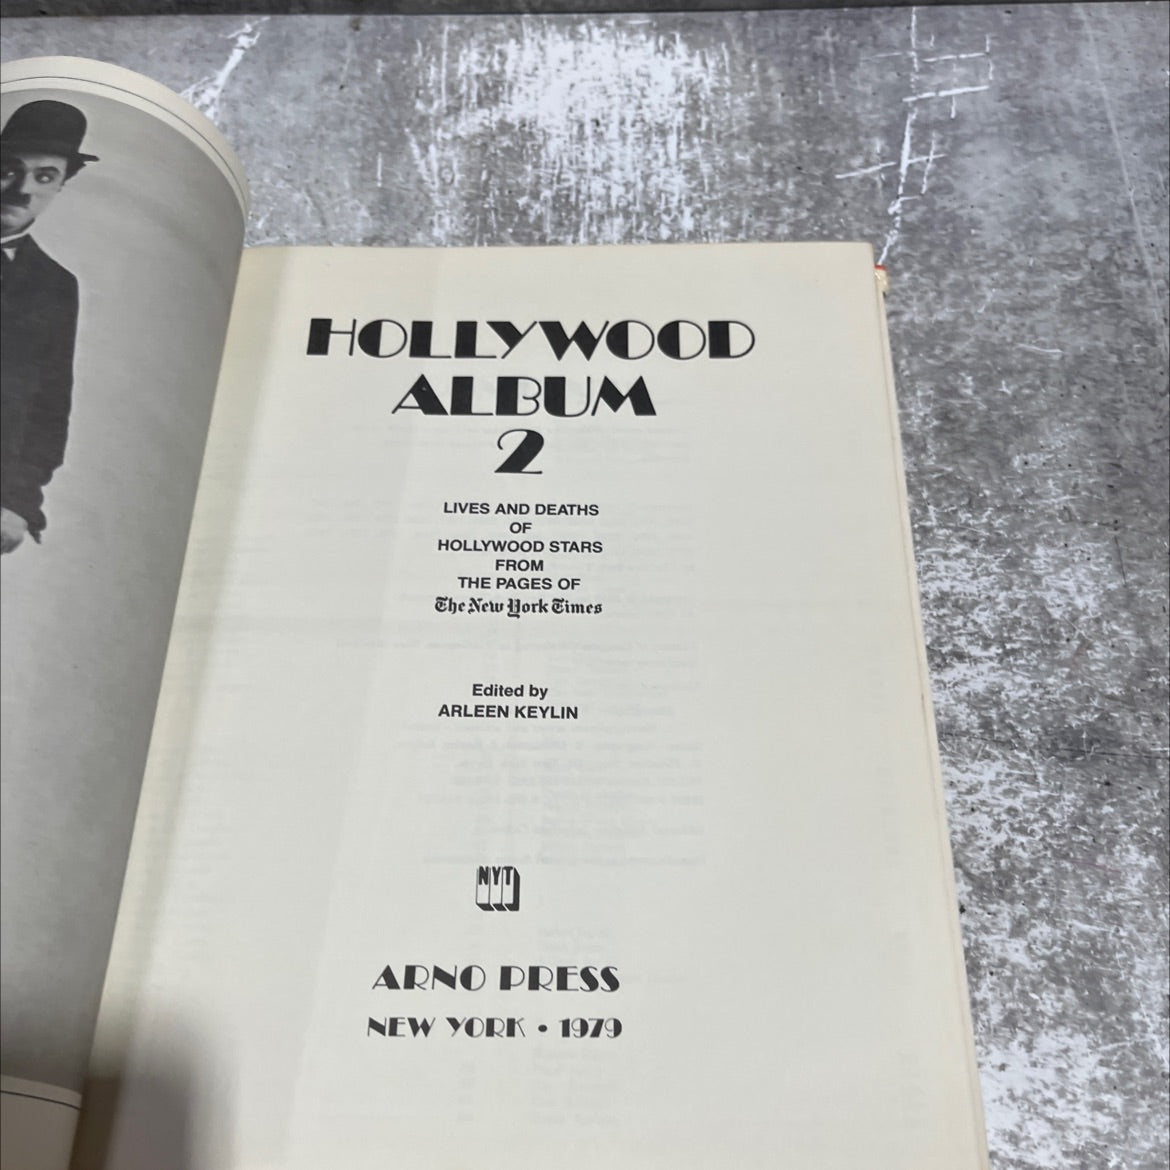 HOLLYWOOD
ALBUM
2
LIVES AND DEATHS
OF
HOLLYWOOD STARS
FROM
THE PAGES OF
The New York Times
Edited by
ARLEEN KEYLIN
NYT
ARNO PRESS
NEW YORK • 1979